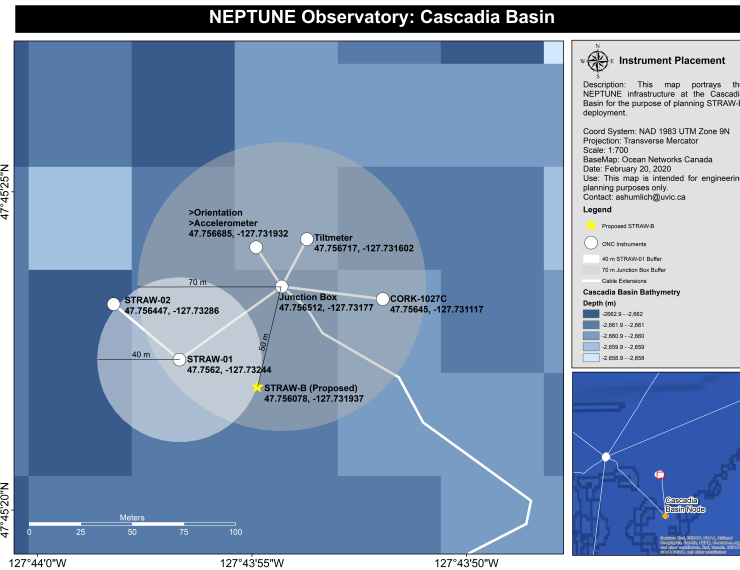 NEPTUNE Observatory: Cascadia Basin
47°45'25"N
47°45'20"N
>Orientation
>Accelerometer
47.756685, -127.731932
Tiltmeter
47.756717, -127.731602
70 m
Junction Box
47.756512, -127.73177
CORK-1027C
47.75645, -127.731117
STRAW-02
47.756447, -127.73286
50 m
40 m
STRAW-01
47.7562, -127.73244
STRAW-B (Proposed)
47.756078, -127.731937
Meters
0 25 50 75 100
127°44'0"W 127°43'55"W 127°43'50"W
N
W E
S
Instrument Placement
Description: This map portrays the
NEPTUNE infrastructure at the Cascadi
Basin for the purpose of planning STRAW-B
deployment.
Coord System: NAD 1983 UTM Zone 9N
Projection: Transverse Mercator
Scale: 1:700
BaseMap: Ocean Networks Canada
Date: February 20, 2020
Use: This map is intended for engineering
planning purposes only.
Contact: ashumlich@uvic.ca
Legend
Proposed STRAW-B
ONC Instruments
40 m STRAW-01 Buffer
70 m Junction Box Buffer
Cable Extensions
Cascadia Basin Bathymetry
Depth (m)
-2662.9 - -2,662
-2,661.9 - -2,661
-2,660.9 - -2,660
-2,659.9 - -2,659
-2,658.9 - -2,658
Cascadia
Basin Node